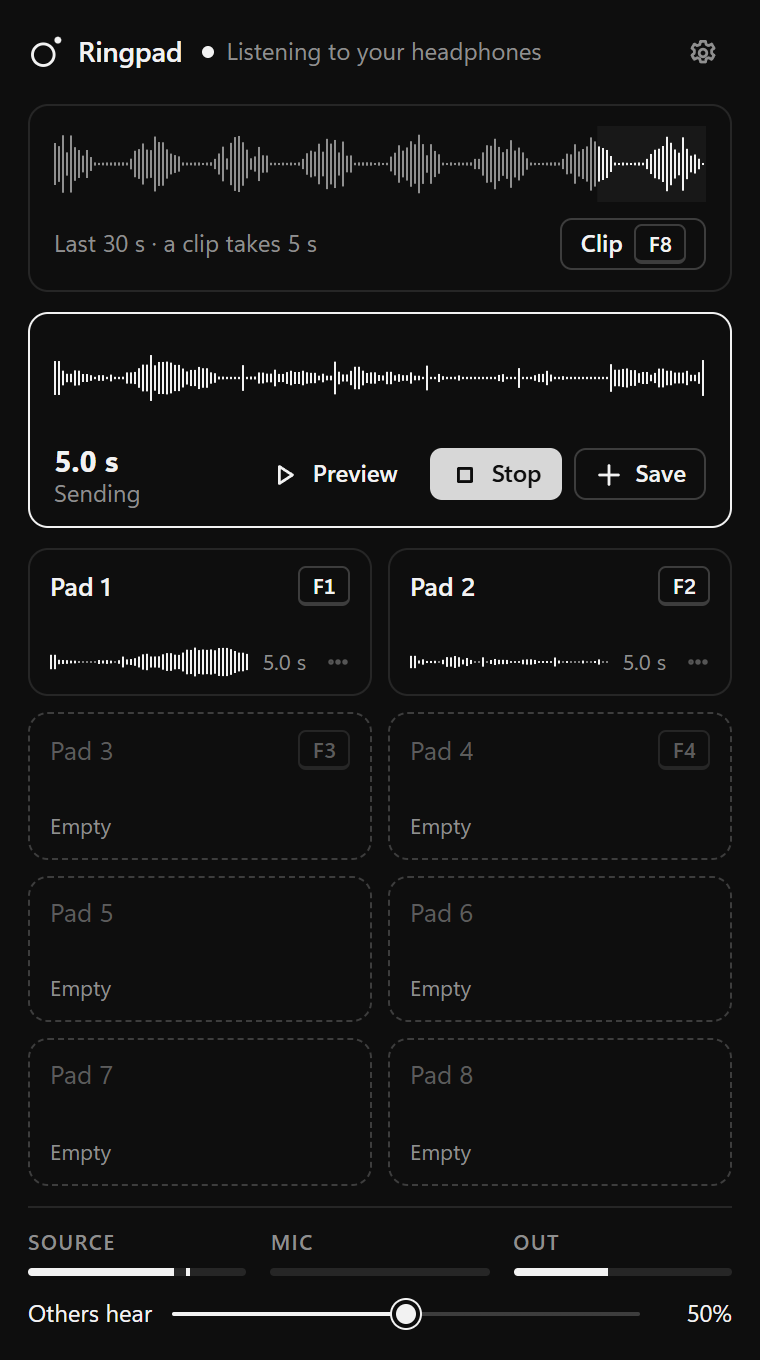 Ringpad Listening to your headphones
Last 30 s · a clip takes 5 s Clip F8
5.0 s
Sending
Preview Stop Save
Pad 1 F1
5.0 s
Pad 2 F2
5.0 s
Pad 3 F3
Empty
Pad 4 F4
Empty
Pad 5
Empty
Pad 6
Empty
Pad 7
Empty
Pad 8
Empty
SOURCE MIC OUT
Others hear 50%